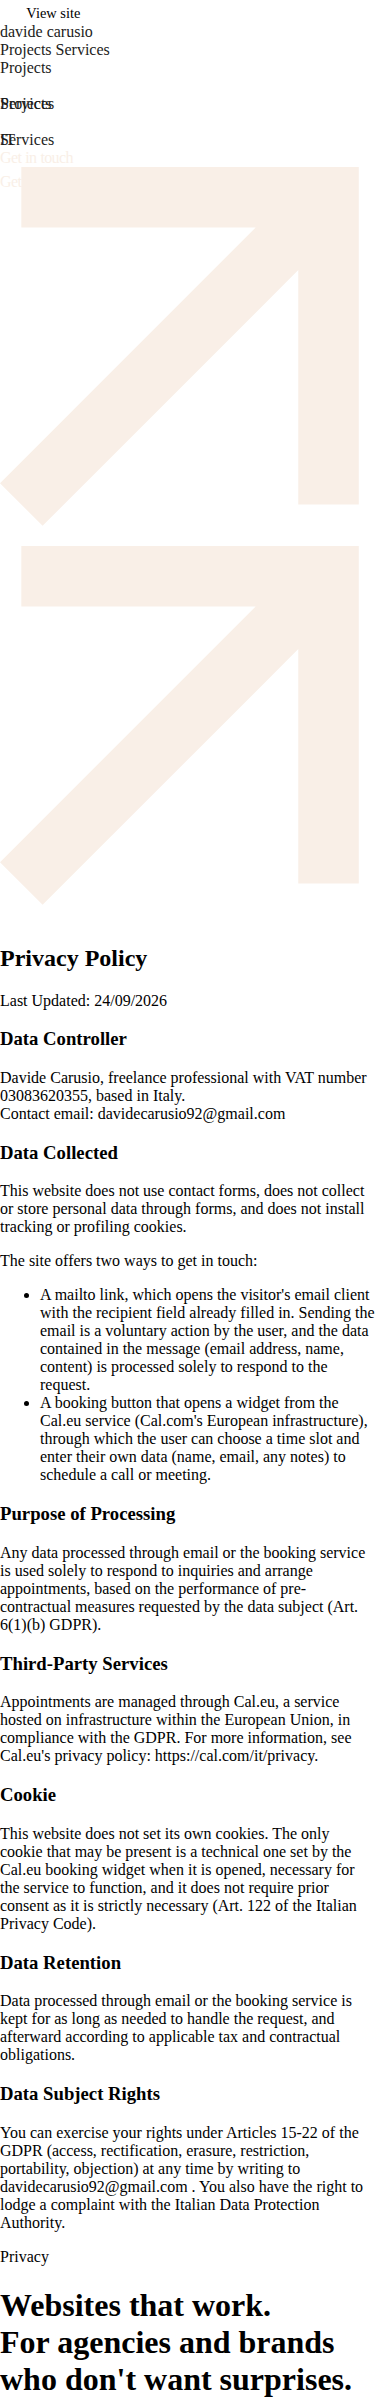 View site
davide carusio
Projects Services
Projects
Projects
Services
IT
Services
Get in touch
Get
Privacy Policy
Last Updated: 24/09/2026
Data Controller
Davide Carusio, freelance professional with VAT number
03083620355, based in Italy.
Contact email: davidecarusio92@gmail.com
Data Collected
This website does not use contact forms, does not collect
or store personal data through forms, and does not install
tracking or profiling cookies.
The site offers two ways to get in touch:
• A mailto link, which opens the visitor's email client
with the recipient field already filled in. Sending the
email is a voluntary action by the user, and the data
contained in the message (email address, name,
content) is processed solely to respond to the
request.
• A booking button that opens a widget from the
Cal.eu service (Cal.com's European infrastructure),
through which the user can choose a time slot and
enter their own data (name, email, any notes) to
schedule a call or meeting.
Purpose of Processing
Any data processed through email or the booking service
is used solely to respond to inquiries and arrange
appointments, based on the performance of pre-
contractual measures requested by the data subject (Art.
6(1)(b) GDPR).
Third-Party Services
Appointments are managed through Cal.eu, a service
hosted on infrastructure within the European Union, in
compliance with the GDPR. For more information, see
Cal.eu's privacy policy: https://cal.com/it/privacy.
Cookie
This website does not set its own cookies. The only
cookie that may be present is a technical one set by the
Cal.eu booking widget when it is opened, necessary for
the service to function, and it does not require prior
consent as it is strictly necessary (Art. 122 of the Italian
Privacy Code).
Data Retention
Data processed through email or the booking service is
kept for as long as needed to handle the request, and
afterward according to applicable tax and contractual
obligations.
Data Subject Rights
You can exercise your rights under Articles 15-22 of the
GDPR (access, rectification, erasure, restriction,
portability, objection) at any time by writing to
davidecarusio92@gmail.com . You also have the right to
lodge a complaint with the Italian Data Protection
Authority.
Privacy
Websites that work.
For agencies and brands
who don't want surprises.